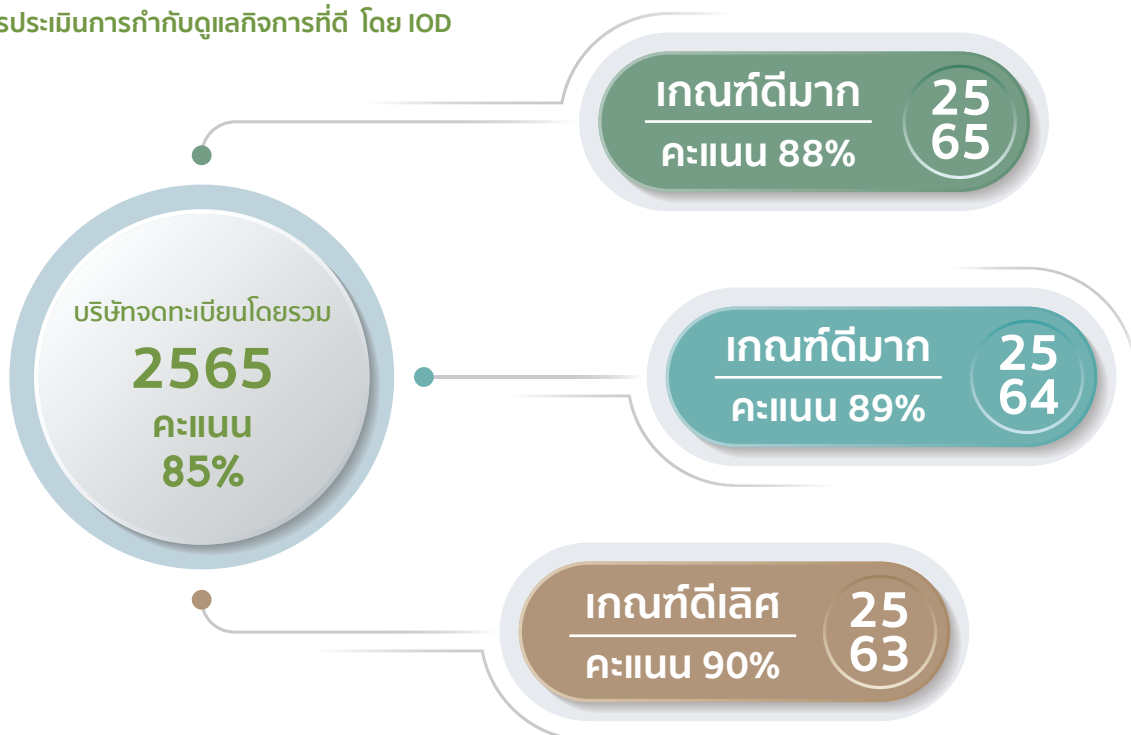 รประเมินการกำกับดูแลกิจการที่ดี โดย IOD
เกณฑ์ดีมาก
คะแนน 88%
25
65
บริษัทจดทะเบียนโดยรวม
2565
คะแนน
85%
เกณฑ์ดีมาก
คะแนน 89%
25
64
เกณฑ์ดีเลิศ
คะแนน 90%
25
63